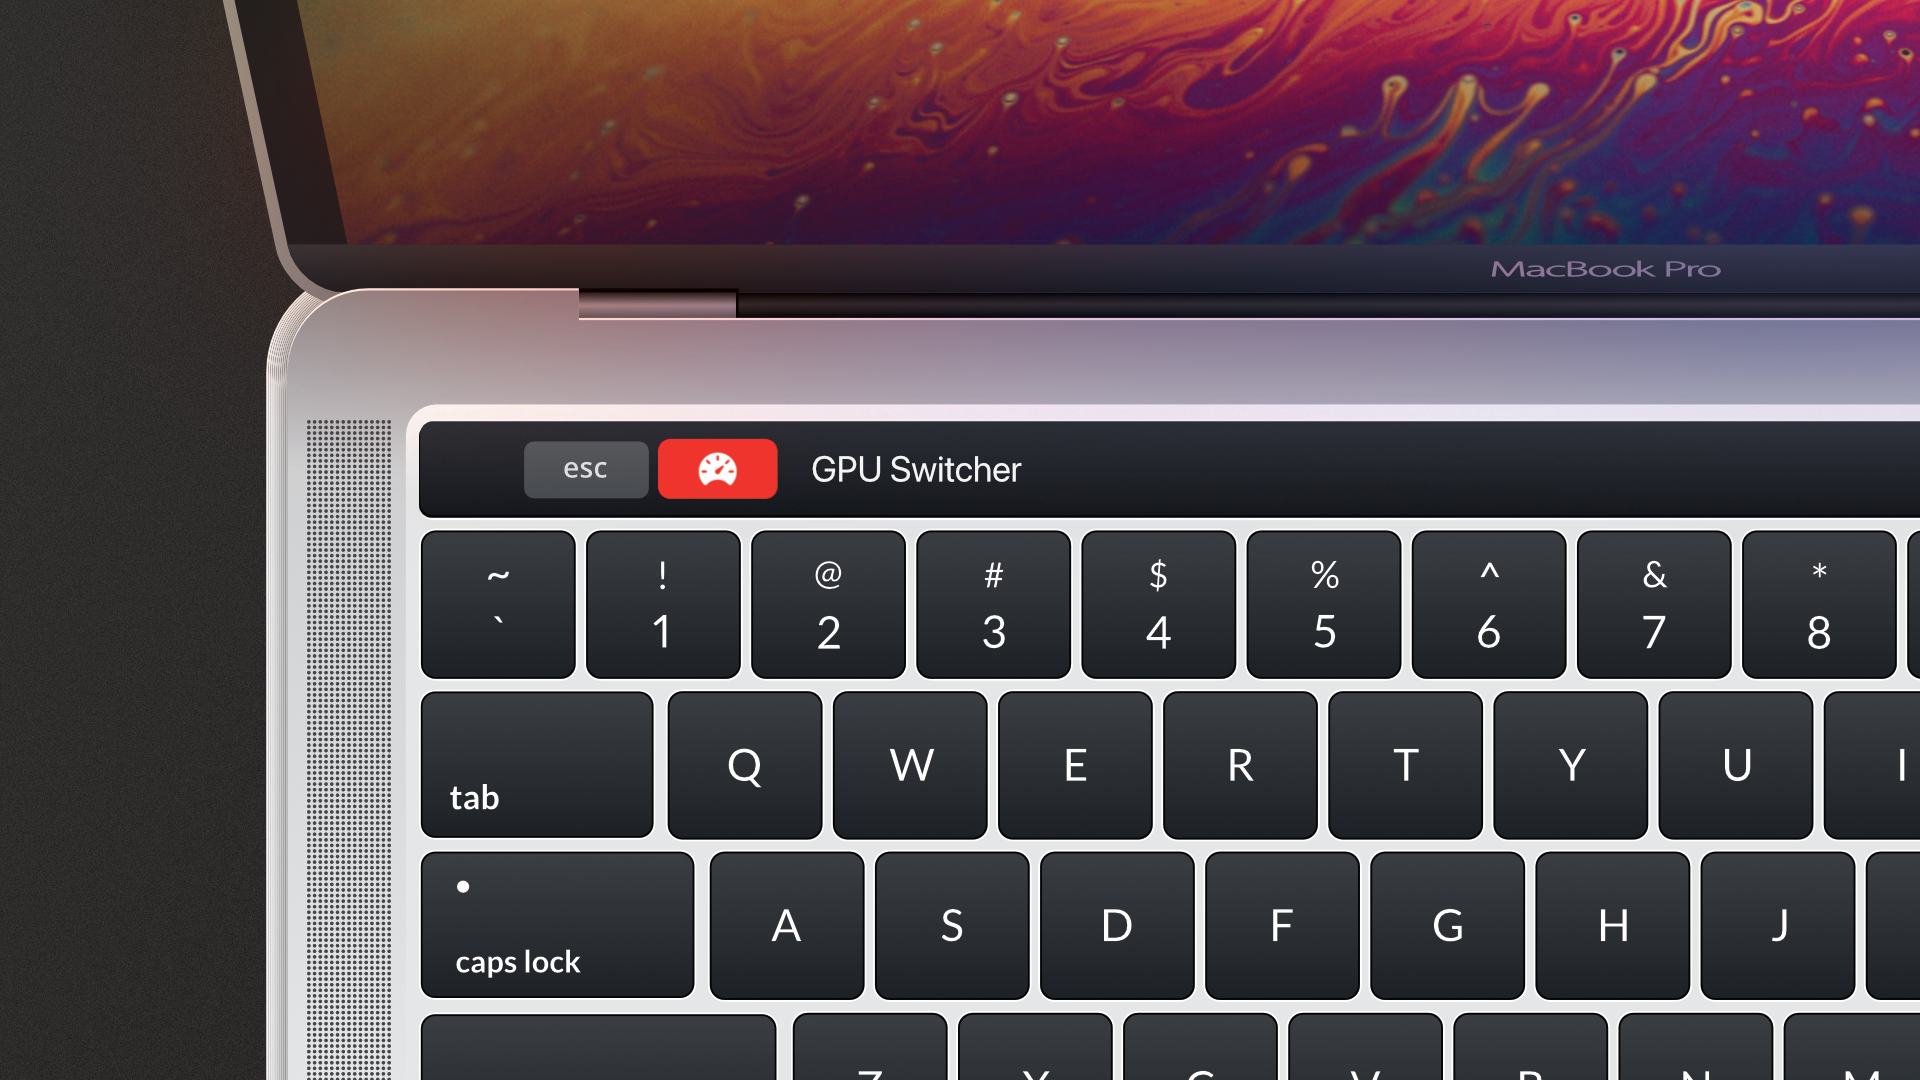 MacBook Pro
esc GPU Switcher
~ ! @ # $ % ^ & *
` 1 2 3 4 5 6 7 8
tab Q W E R T Y U I
caps lock A S D F G H J